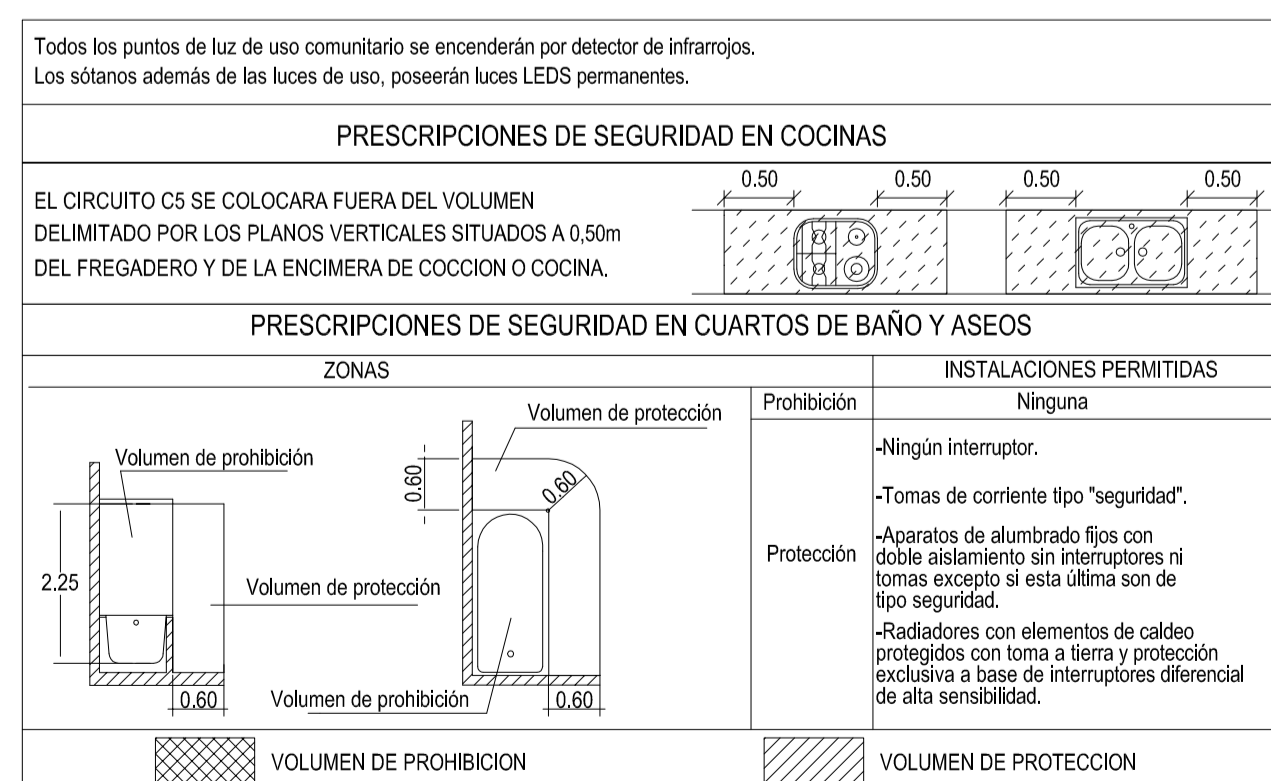 Todos los puntos de luz de uso comunitario se encenderán por detector de infrarrojos.
Los sótanos además de las luces de uso, poseerán luces LEDS permanentes.
PRESCRIPCIONES DE SEGURIDAD EN COCINAS
EL CIRCUITO C5 SE COLOCARA FUERA DEL VOLUMEN
DELIMITADO POR LOS PLANOS VERTICALES SITUADOS A 0,50m
DEL FREGADERO Y DE LA ENCIMERA DE COCCION O COCINA.
0.50
0.50
0.50
0.50
PRESCRIPCIONES DE SEGURIDAD EN CUARTOS DE BAÑO Y ASEOS
ZONAS
INSTALACIONES PERMITIDAS
Volumen de prohibición
2.25
Volumen de protección
0.60
Volumen de protección
0.60
0.60
Volumen de prohibición
0.60
Prohibición
Ninguna
Protección
-Ningún interruptor.
-Tomas de corriente tipo "seguridad".
-Aparatos de alumbrado fijos con
doble aislamiento sin interruptores ni
tomas excepto si esta última son de
tipo seguridad.
-Radiadores con elementos de caldeo
protegidos con toma a tierra y protección
exclusiva a base de interruptores diferencial
de alta sensibilidad.
VOLUMEN DE PROHIBICION
VOLUMEN DE PROTECCION